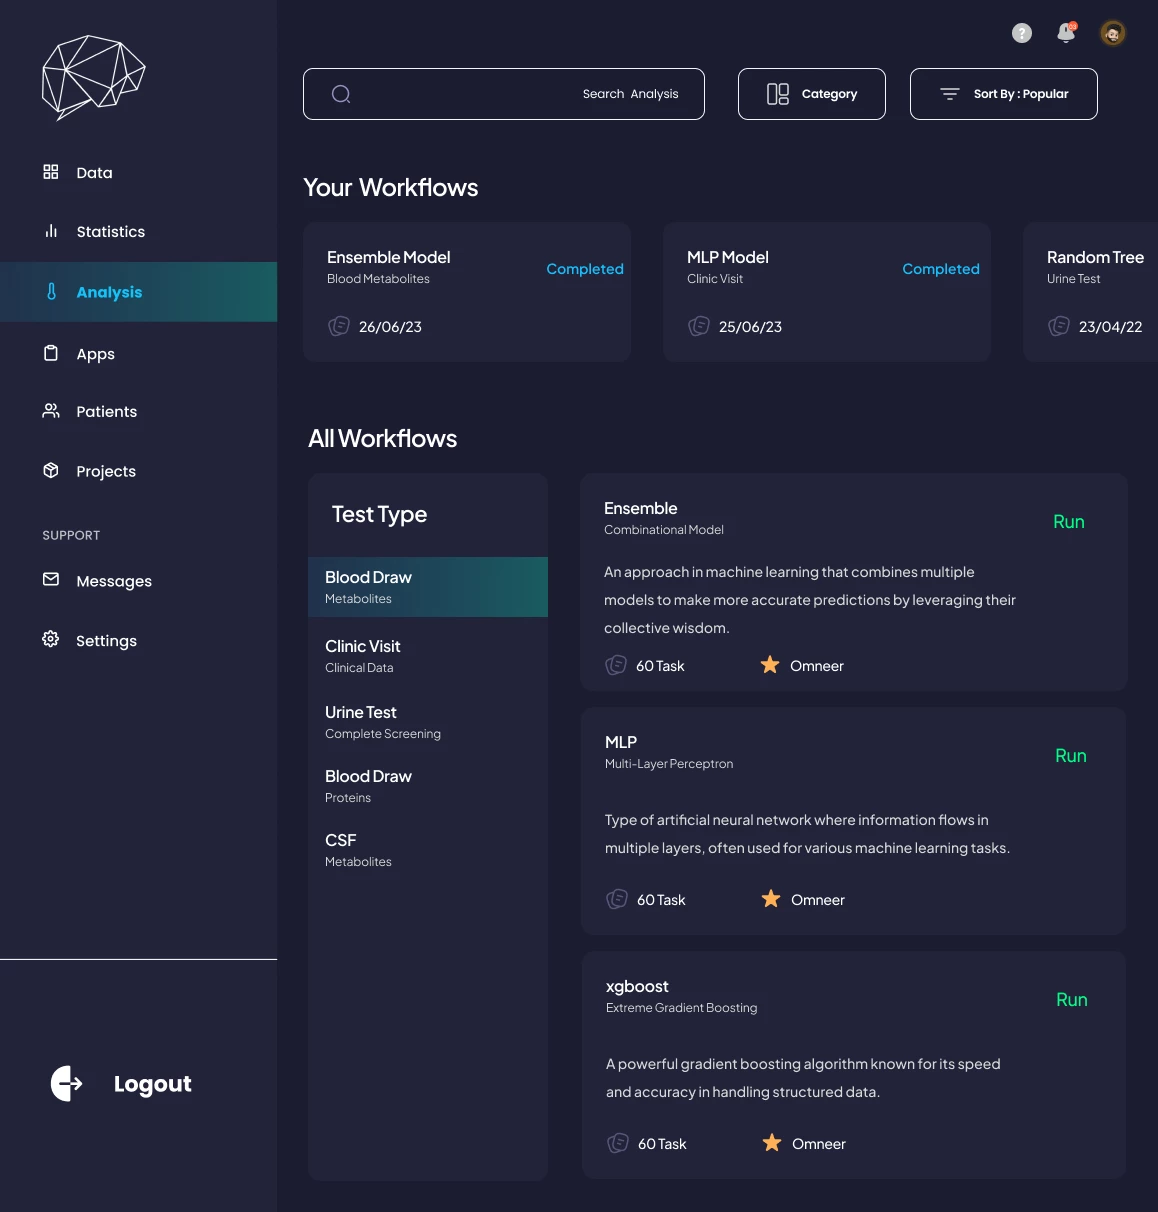 Search Analysis
Category
Sort By : Popular
Data
Statistics
Analysis
Apps
Patients
Projects
SUPPORT
Messages
Settings
Logout
Your Workflows
Ensemble Model
Blood Metabolites
Completed
26/06/23
MLP Model
Clinic Visit
Completed
25/06/23
Random Tree
Urine Test
23/04/22
All Workflows
Test Type
Blood Draw
Metabolites
Clinic Visit
Clinical Data
Urine Test
Complete Screening
Blood Draw
Proteins
CSF
Metabolites
Ensemble
Combinational Model
Run
An approach in machine learning that combines multiple
models to make more accurate predictions by leveraging their
collective wisdom.
60 Task
Omneer
MLP
Multi-Layer Perceptron
Run
Type of artificial neural network where information flows in
multiple layers, often used for various machine learning tasks.
60 Task
Omneer
xgboost
Extreme Gradient Boosting
Run
A powerful gradient boosting algorithm known for its speed
and accuracy in handling structured data.
60 Task
Omneer